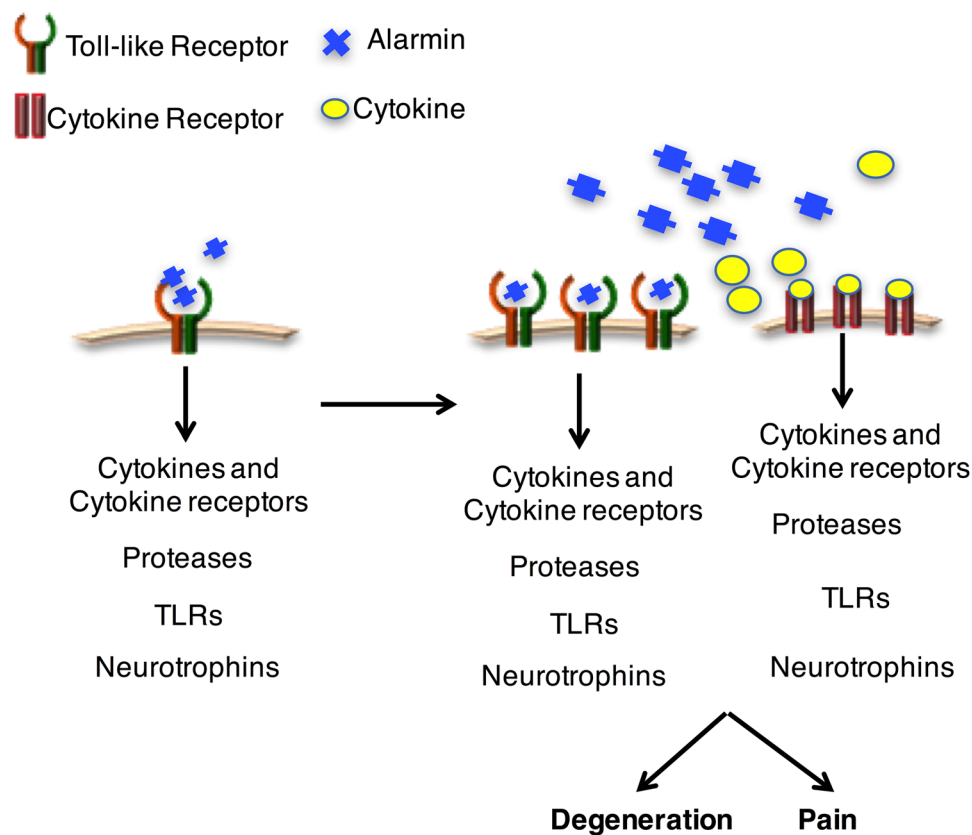 Toll-like Receptor
Alarmin
Cytokine Receptor
Cytokine
Cytokines and
Cytokine receptors
Proteases
TLRs
Neurotrophins
Cytokines and
Cytokine receptors
Proteases
TLRs
Neurotrophins
Cytokines and
Cytokine receptors
Proteases
TLRs
Neurotrophins
Degeneration
Pain